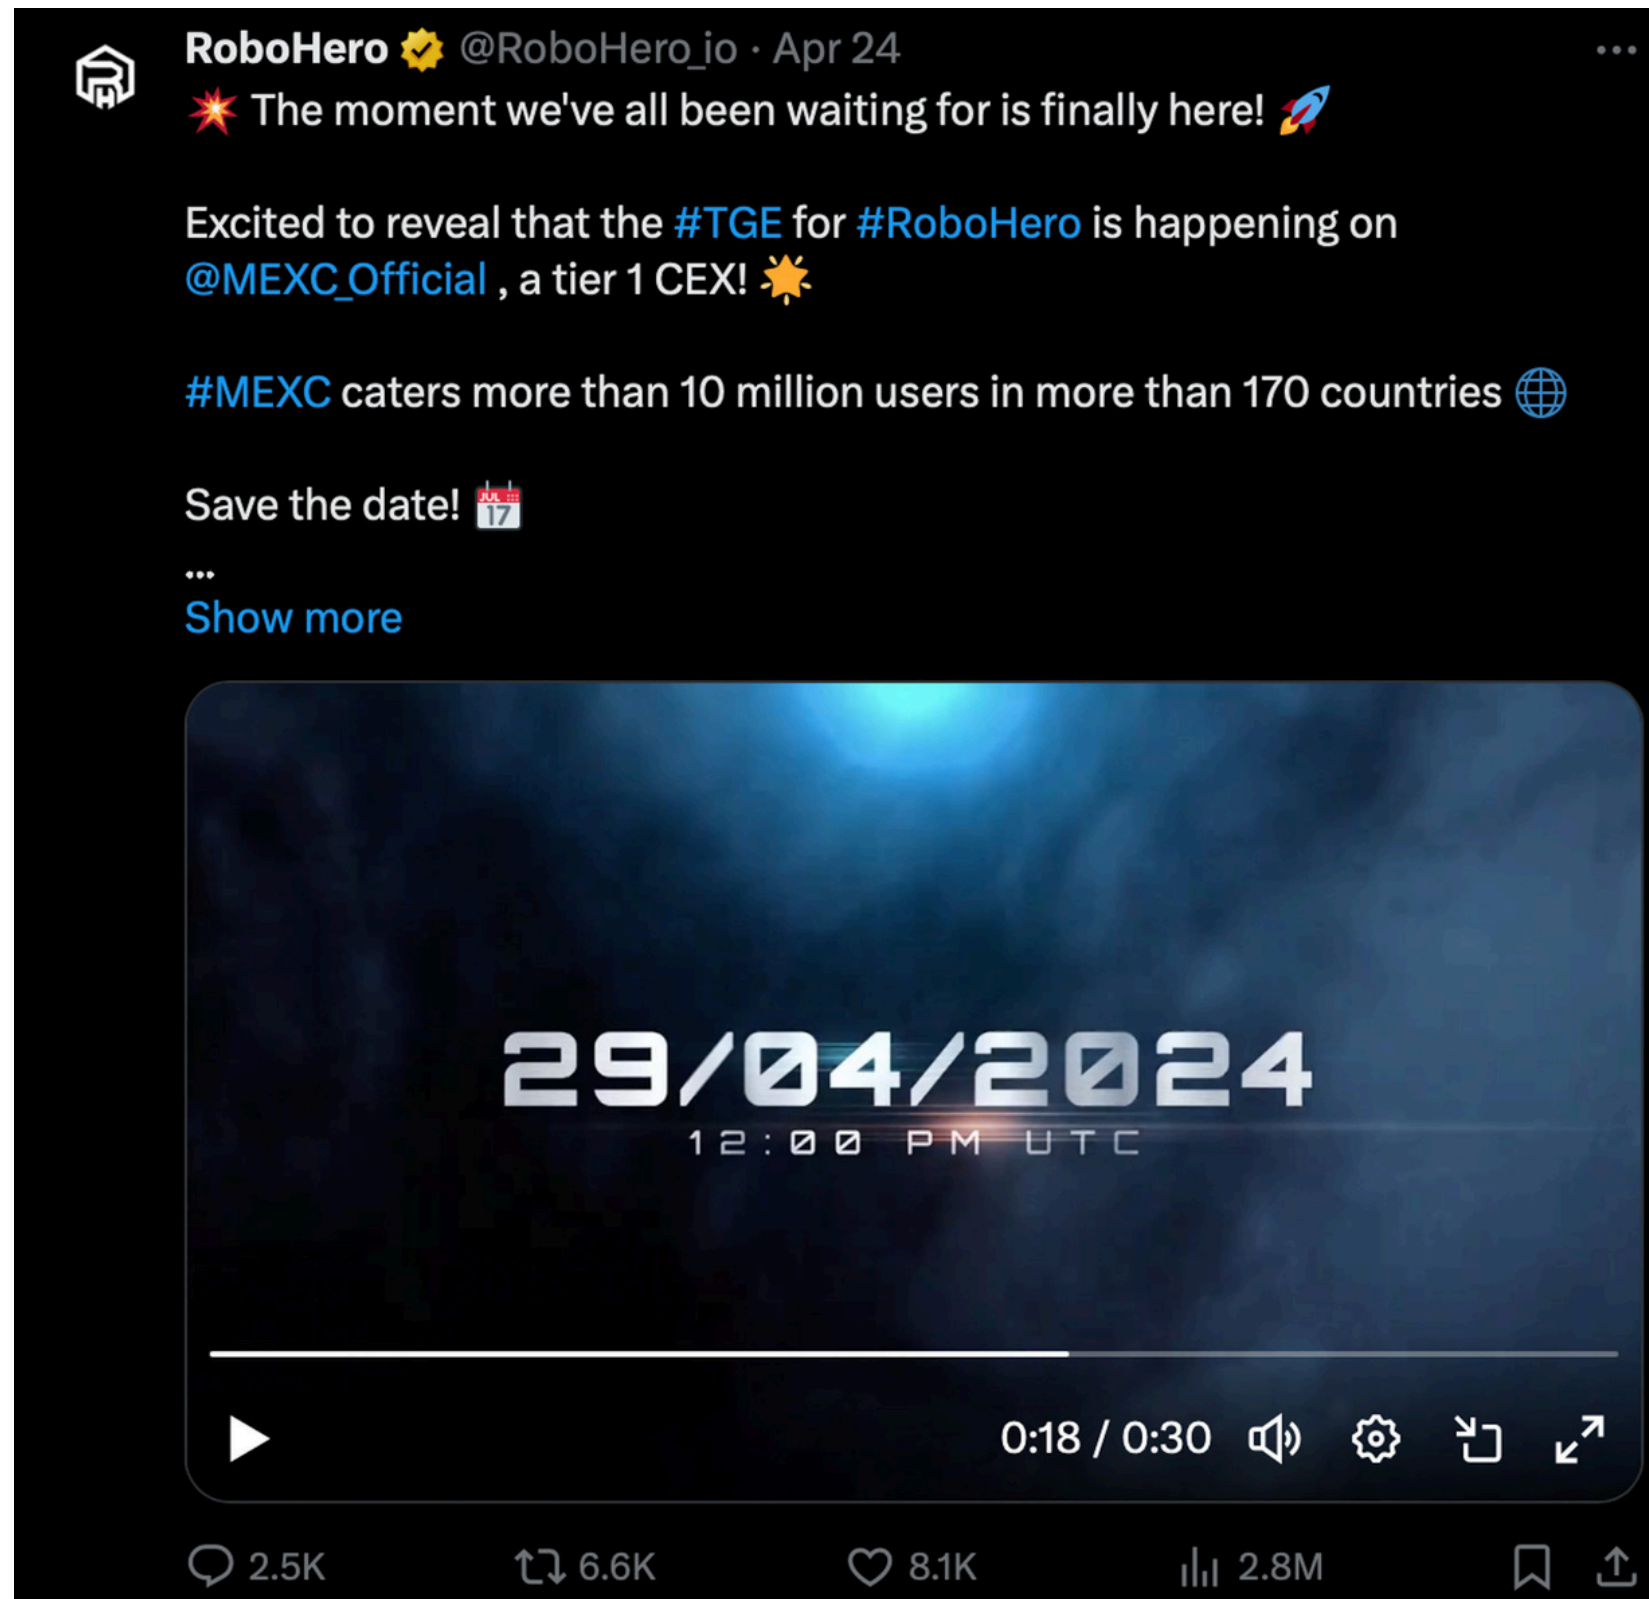 RoboHero @RoboHero_io · Apr 24
💥 The moment we've all been waiting for is finally here! 🚀
Excited to reveal that the #TGE for #RoboHero is happening on
@MEXC_Official , a tier 1 CEX! 🌟
#MEXC caters more than 10 million users in more than 170 countries 🌐
Save the date! 📅
...
Show more
29/04/2024
12:00 PM UTC
0:18 / 0:30
2.5K 6.6K 8.1K 2.8M